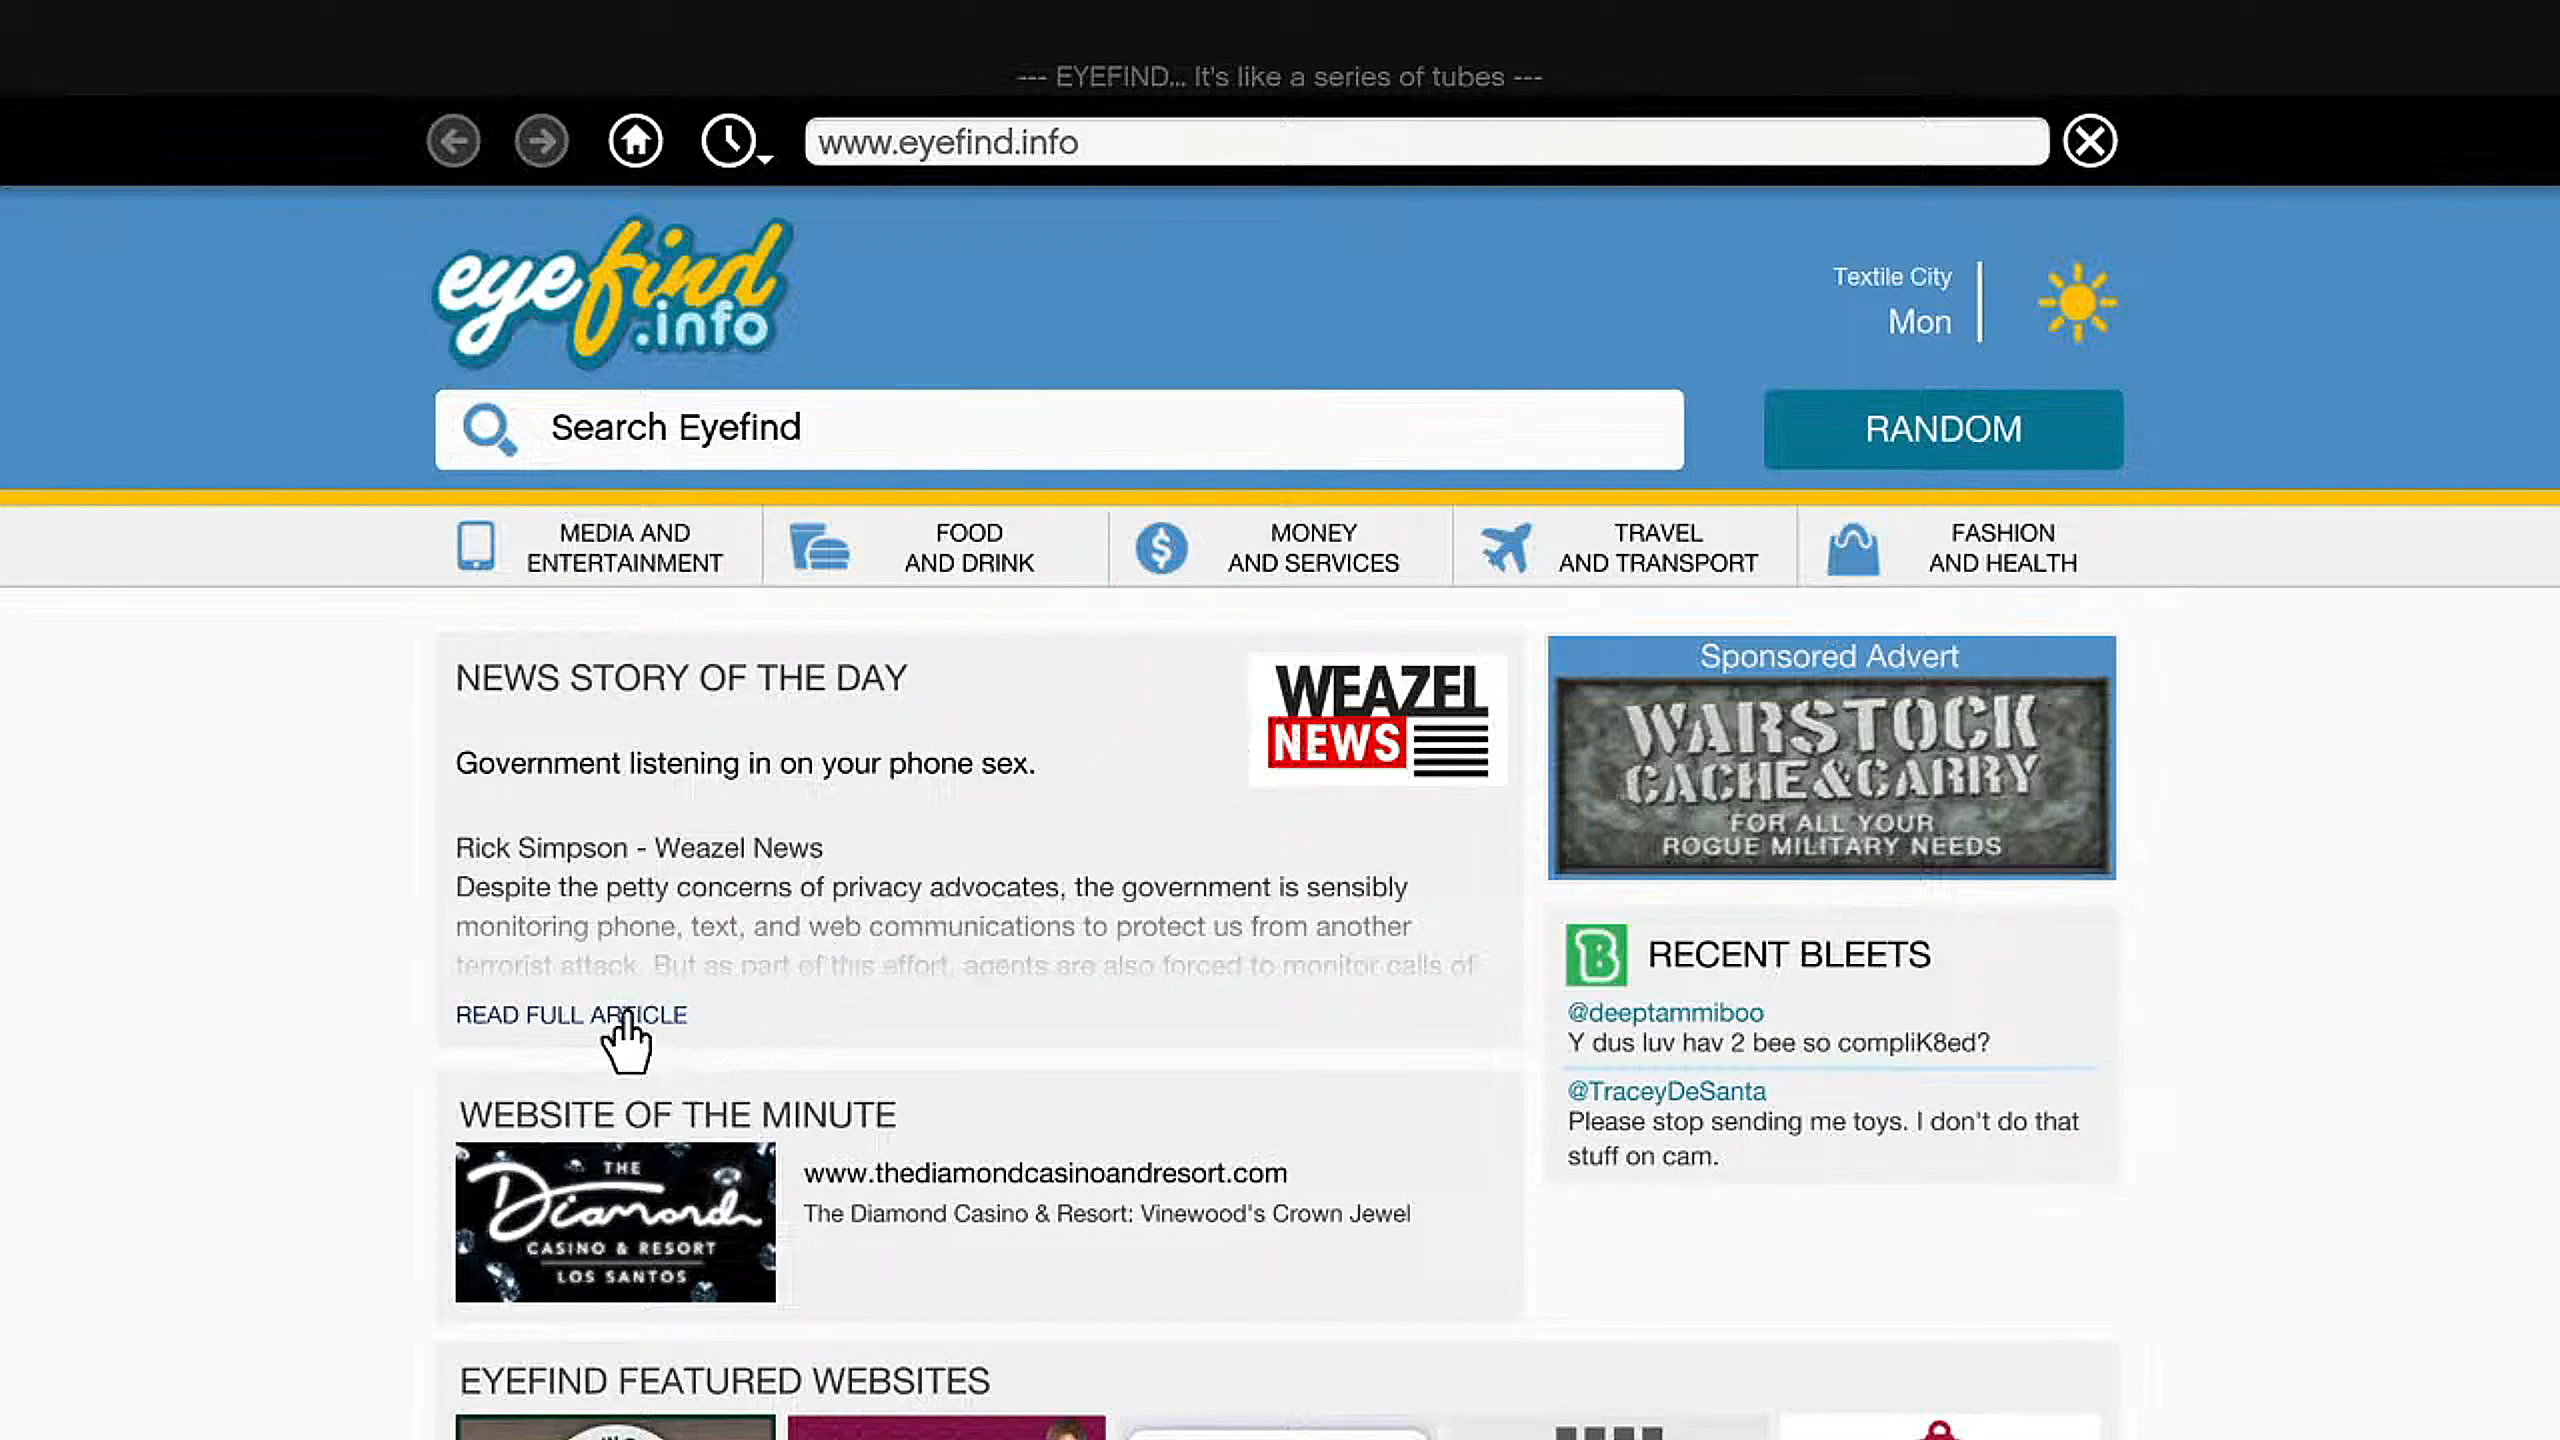 --- EYEFIND... It's like a series of tubes ---
www.eyefind.info
eyefind
.info
Textile City
Mon
Search Eyefind
RANDOM
MEDIA AND
ENTERTAINMENT
FOOD
AND DRINK
MONEY
AND SERVICES
TRAVEL
AND TRANSPORT
FASHION
AND HEALTH
NEWS STORY OF THE DAY
WEAZEL
NEWS
Government listening in on your phone sex.
Rick Simpson - Weazel News
Despite the petty concerns of privacy advocates, the government is sensibly
monitoring phone, text, and web communications to protect us from another
terrorist attack. But as part of this effort, agents are also forced to monitor calls of
READ FULL ARTICLE
Sponsored Advert
WARSTOCK
CACHE&CARRY
FOR ALL YOUR
ROGUE MILITARY NEEDS
B RECENT BLEETS
@deeptammiboo
Y dus luv hav 2 bee so compliK8ed?
@TraceyDeSanta
Please stop sending me toys. I don't do that
stuff on cam.
WEBSITE OF THE MINUTE
THE
Diamond
CASINO & RESORT
LOS SANTOS
www.thediamondcasinoandresort.com
The Diamond Casino & Resort: Vinewood's Crown Jewel
EYEFIND FEATURED WEBSITES